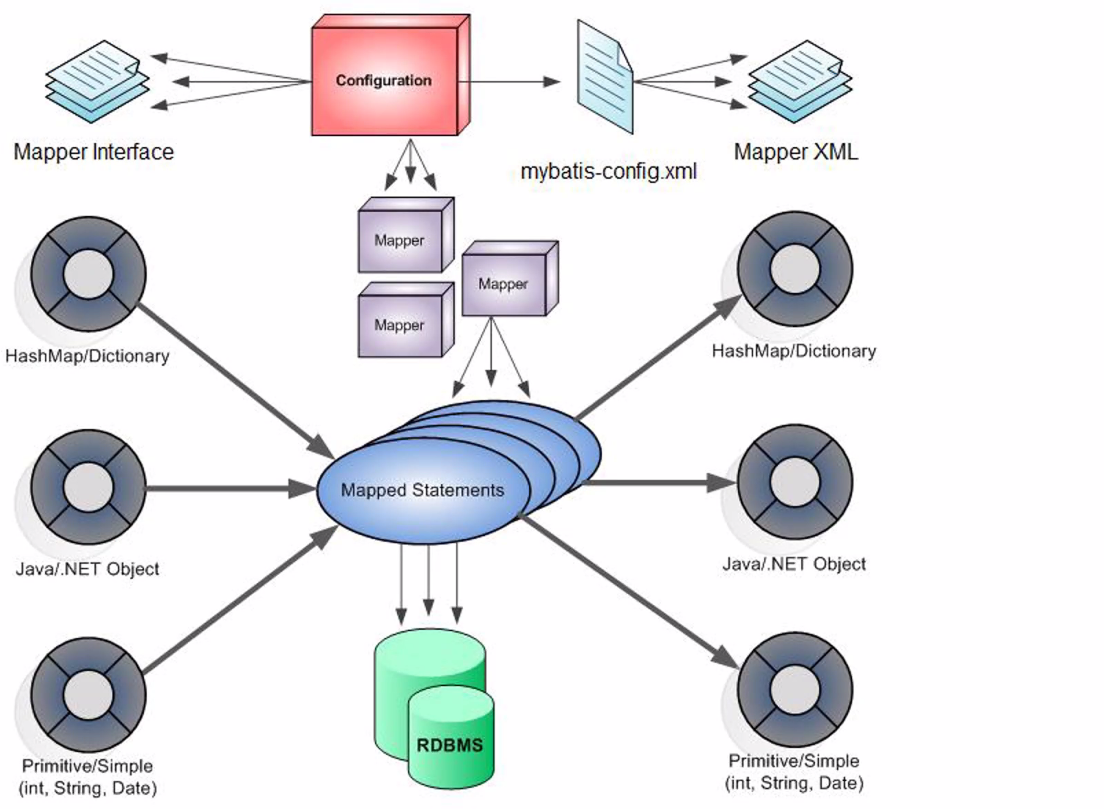 Configuration
Mapper Interface
mybatis-config.xml
Mapper XML
Mapper
Mapper
Mapper
HashMap/Dictionary
HashMap/Dictionary
Mapped Statements
Java/.NET Object
Java/.NET Object
RDBMS
Primitive/Simple
(int, String, Date)
Primitive/Simple
(int, String, Date)